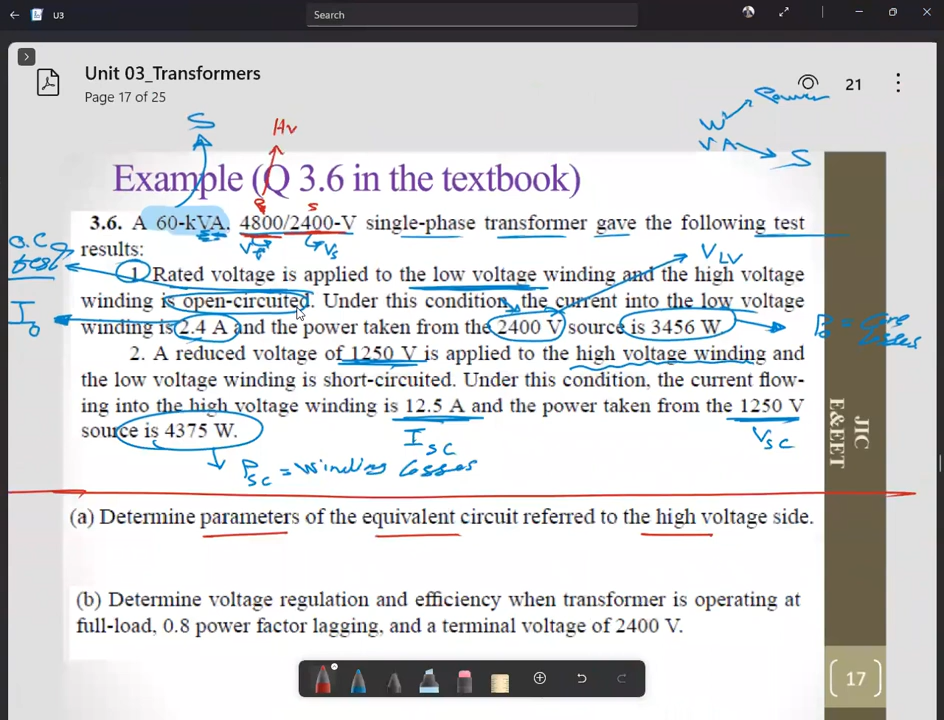 U3
Search
Unit 03_Transformers
Page 17 of 25
21
Power
W
VA
S
S
HV
Example (Q 3.6 in the textbook)
P
S
3.6. A 60-kVA, 4800/2400-V single-phase transformer gave the following test
results:
VP
VS
O.C
test
VLV
1. Rated voltage is applied to the low voltage winding and the high voltage
winding is open-circuited. Under this condition, the current into the low voltage
winding is 2.4 A and the power taken from the 2400 V source is 3456 W.
I0
P0 = Core
Losses
2. A reduced voltage of 1250 V is applied to the high voltage winding and
the low voltage winding is short-circuited. Under this condition, the current flow-
ing into the high voltage winding is 12.5 A and the power taken from the 1250 V
source is 4375 W.
ISC
VSC
PSC = Winding Losses
(a) Determine parameters of the equivalent circuit referred to the high voltage side.
(b) Determine voltage regulation and efficiency when transformer is operating at
full-load, 0.8 power factor lagging, and a terminal voltage of 2400 V.
JIC
E&EET
17